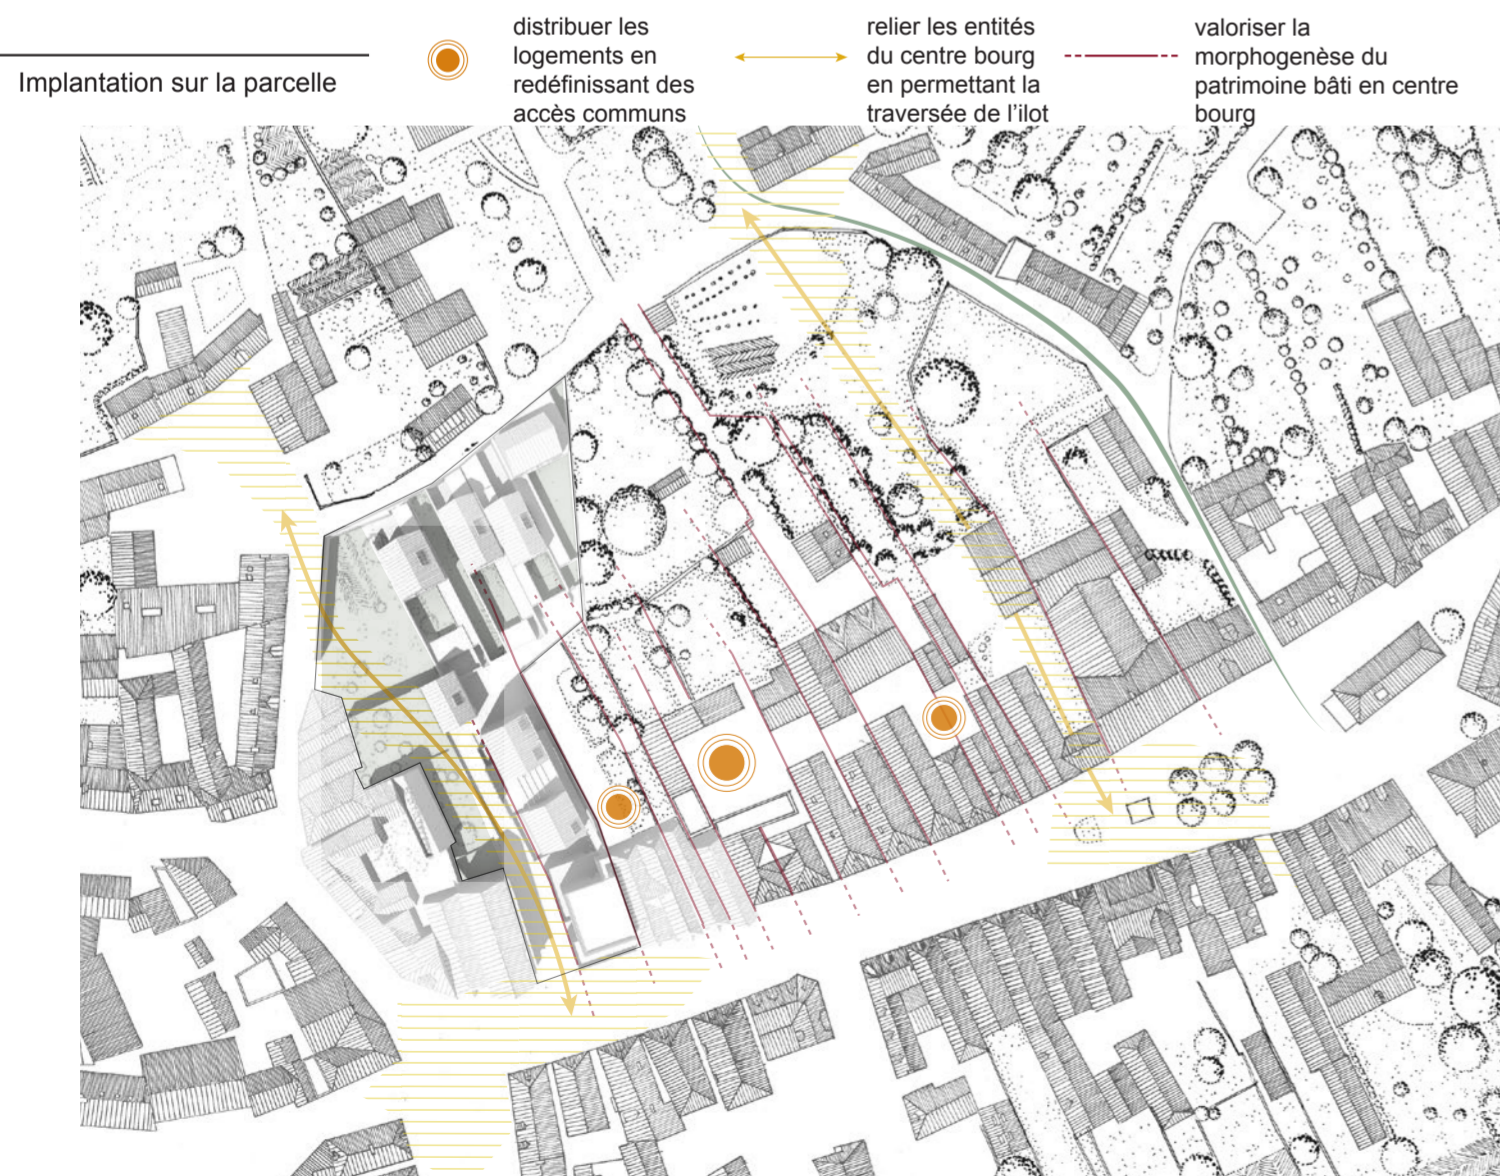 Implantation sur la parcelle
distribuer les
logements en
redéfinissant des
accès communs
relier les entités
du centre bourg
en permettant la
traversée de l'ilot
valoriser la
morphogenèse du
patrimoine bâti en centre
bourg